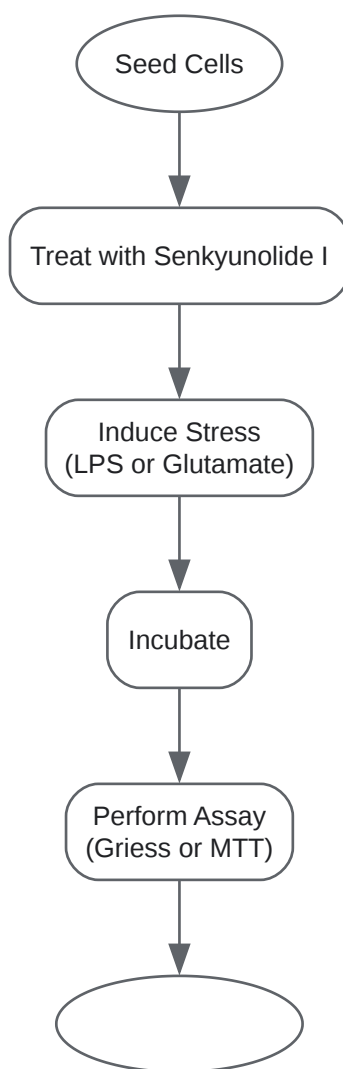 Seed Cells
Treat with Senkyunolide I
Induce Stress
(LPS or Glutamate)
Incubate
Perform Assay
(Griess or MTT)